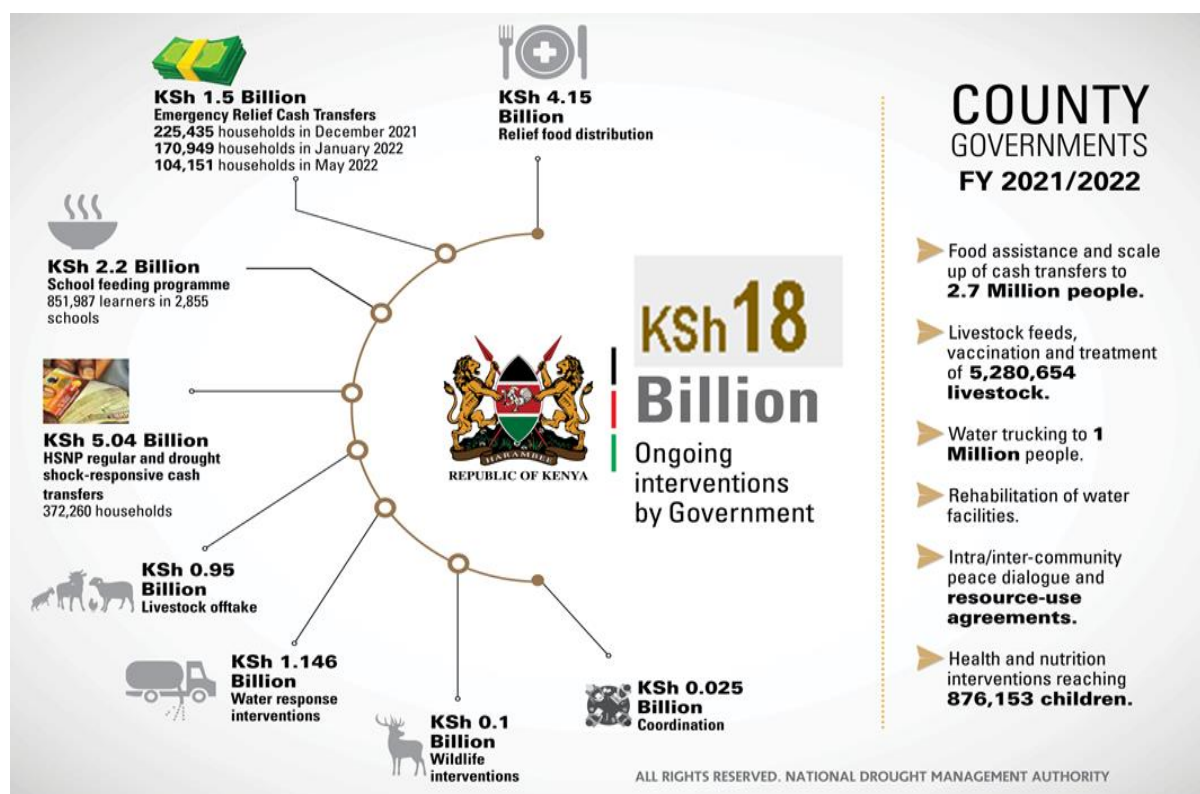 KSh 1.5 Billion
Emergency Relief Cash Transfers
225,435 households in December 2021
170,949 households in January 2022
104,151 households in May 2022
KSh 4.15
Billion
Relief food distribution
KSh 2.2 Billion
School feeding programme
851,987 learners in 2,855
schools
KSh 5.04 Billion
HSNP regular and drought
shock-responsive cash
transfers
372,260 households
KSh 0.95
Billion
Livestock offtake
KSh 1.146
Billion
Water response
interventions
KSh 0.1
Billion
Wildlife
interventions
KSh 0.025
Billion
Coordination
HARAMBEE
REPUBLIC OF KENYA
KSh 18
Billion
Ongoing
interventions
by Government
COUNTY
GOVERNMENTS
FY 2021/2022
Food assistance and scale
up of cash transfers to
2.7 Million people.
Livestock feeds,
vaccination and treatment
of 5,280,654
livestock.
Water trucking to 1
Million people.
Rehabilitation of water
facilities.
Intra/inter-community
peace dialogue and
resource-use
agreements.
Health and nutrition
interventions reaching
876,153 children.
ALL RIGHTS RESERVED. NATIONAL DROUGHT MANAGEMENT AUTHORITY